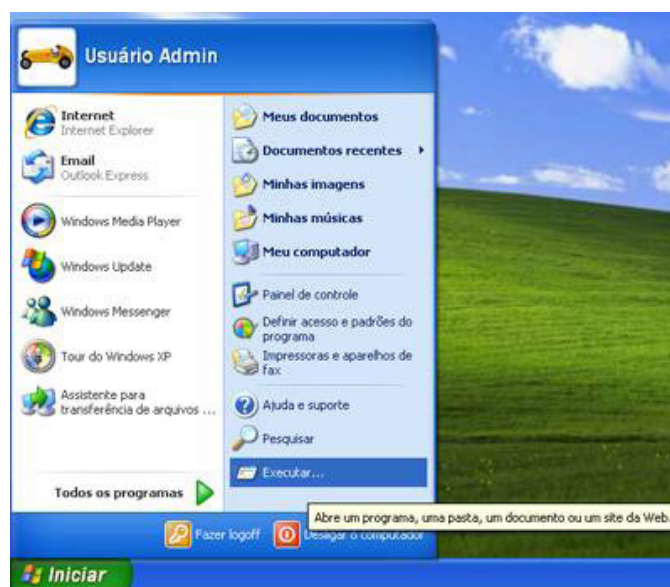 Usuário Admin
Internet
Internet Explorer
Email
Outlook Express
Windows Media Player
Windows Update
Windows Messenger
Tour do Windows XP
Assistente para
transferência de arquivos ...
Todos os programas
Meus documentos
Documentos recentes
Minhas imagens
Minhas músicas
Meu computador
Painel de controle
Definir acesso e padrões do
programa
Impressoras e aparelhos de
fax
Ajuda e suporte
Pesquisar
Executar...
Abre um programa, uma pasta, um documento ou um site da Web.
Fazer logoff
Desligar o computador
Iniciar